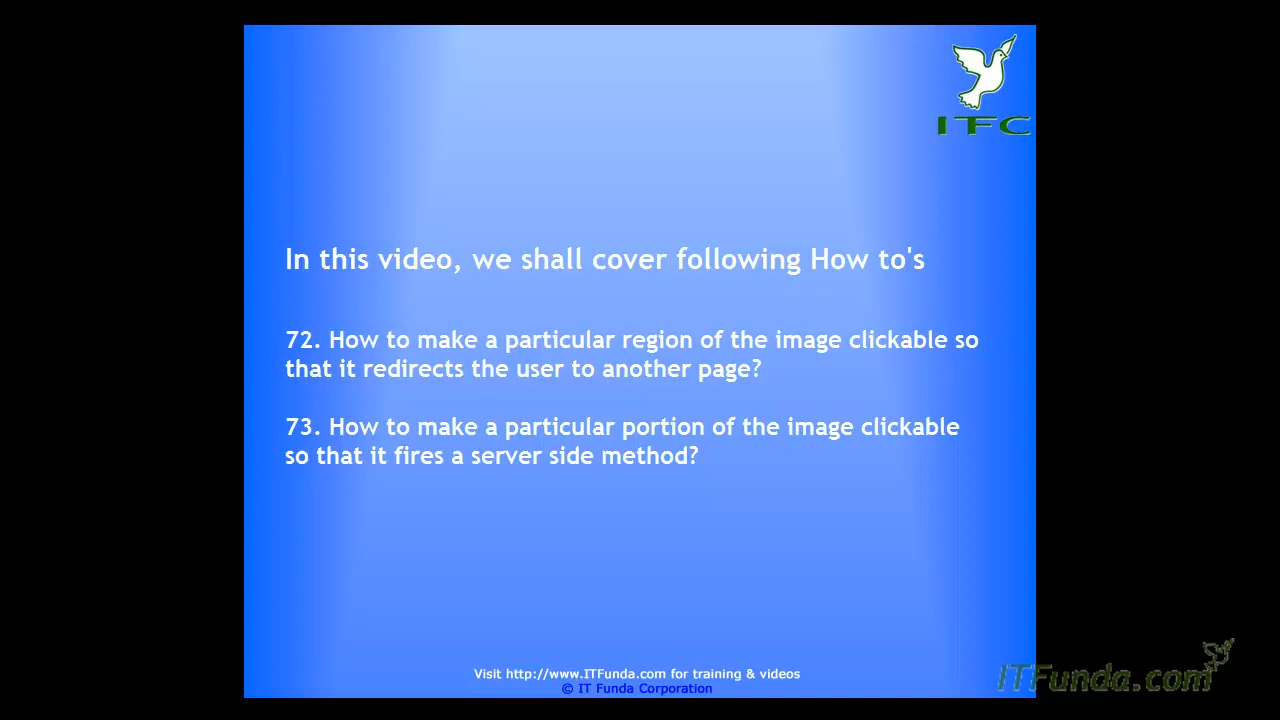 ITC
In this video, we shall cover following How to's
72. How to make a particular region of the image clickable so
that it redirects the user to another page?
73. How to make a particular portion of the image clickable
so that it fires a server side method?
Visit http://www.ITFunda.com for training & videos
© IT Funda Corporation
ITFunda.com